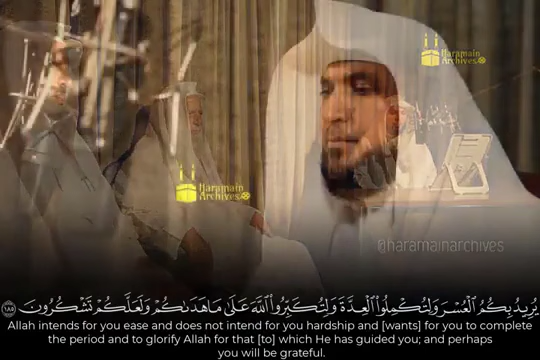 Haramain
Archives
Haramain
Archives
@haramainarchives
يُرِيدُ بِكُمُ ٱلْعُسْرَ وَلِتُكْمِلُوا۟ ٱلْعِدَّةَ وَلِتُكَبِّرُوا۟ ٱللَّهَ عَلَىٰ مَا هَدَىٰكُمْ وَلَعَلَّكُمْ تَشْكُرُونَ ١٨٥
Allah intends for you ease and does not intend for you hardship and [wants] for you to complete
the period and to glorify Allah for that [to] which He has guided you; and perhaps
you will be grateful.